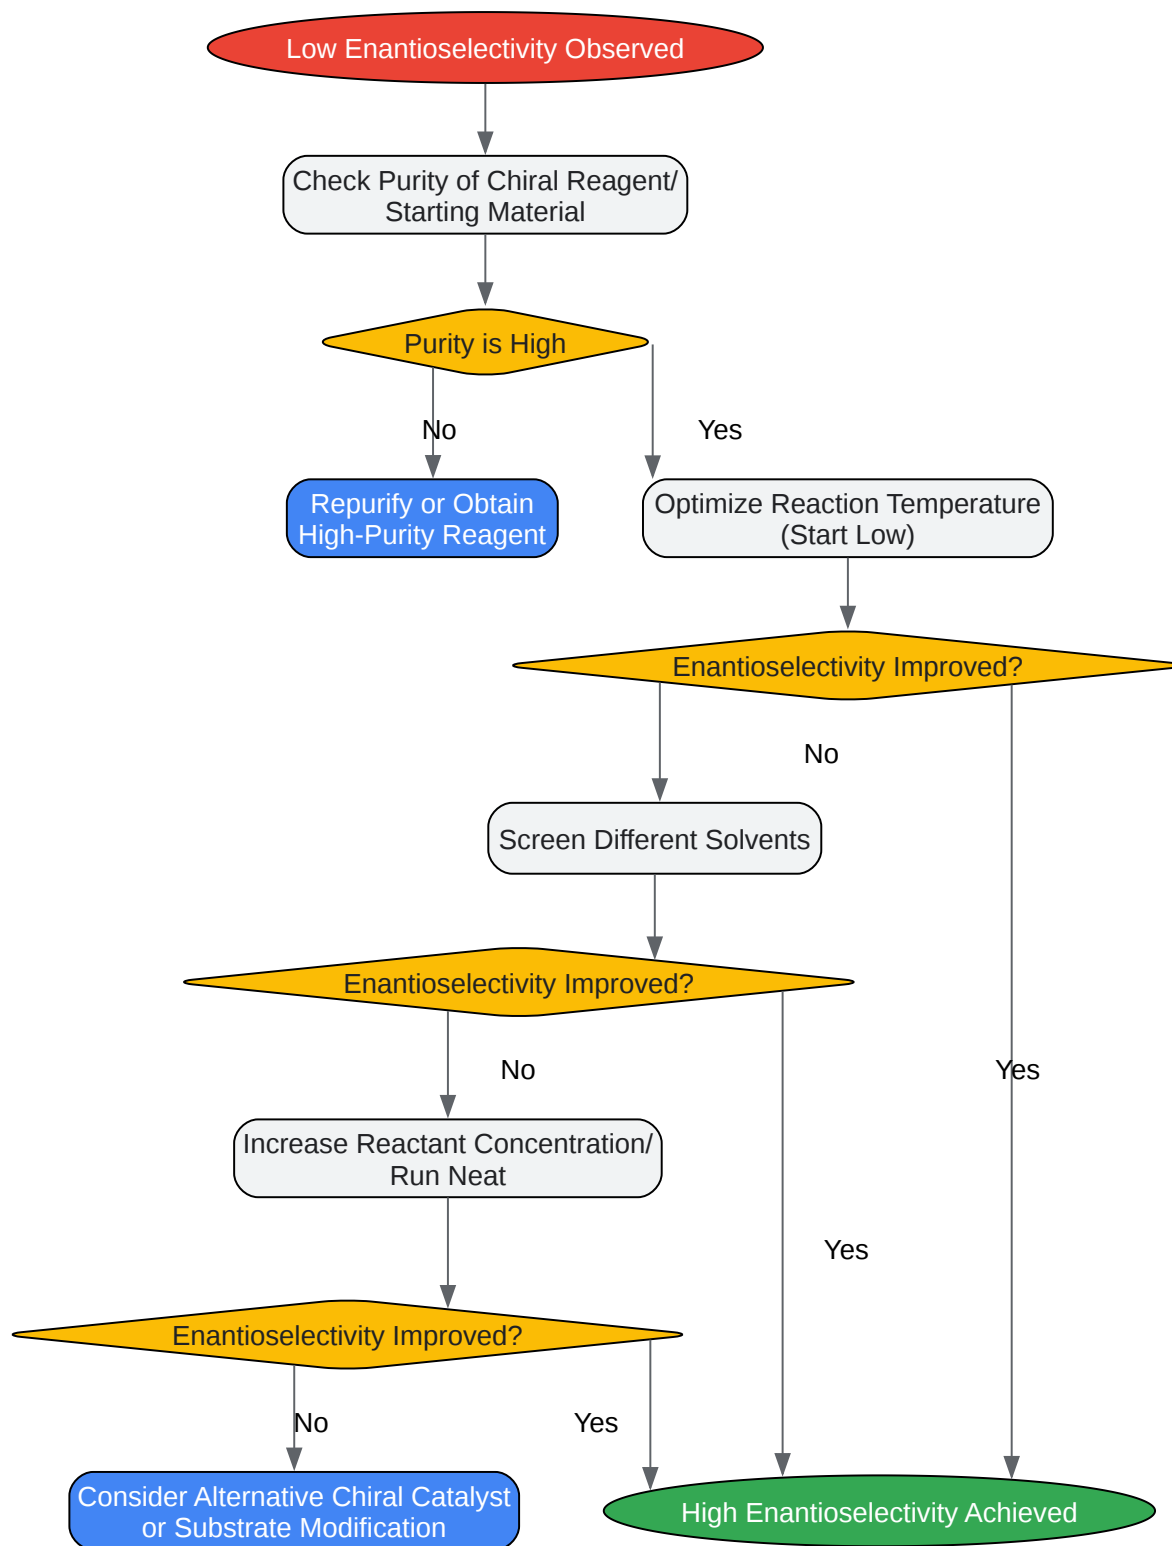 Low Enantioselectivity Observed
Check Purity of Chiral Reagent/
Starting Material
Purity is High
No
Yes
Repurify or Obtain
High-Purity Reagent
Optimize Reaction Temperature
(Start Low)
Enantioselectivity Improved?
No
Screen Different Solvents
Enantioselectivity Improved?
No
Yes
Increase Reactant Concentration/
Run Neat
Yes
Enantioselectivity Improved?
No
Yes
Consider Alternative Chiral Catalyst
or Substrate Modification
High Enantioselectivity Achieved